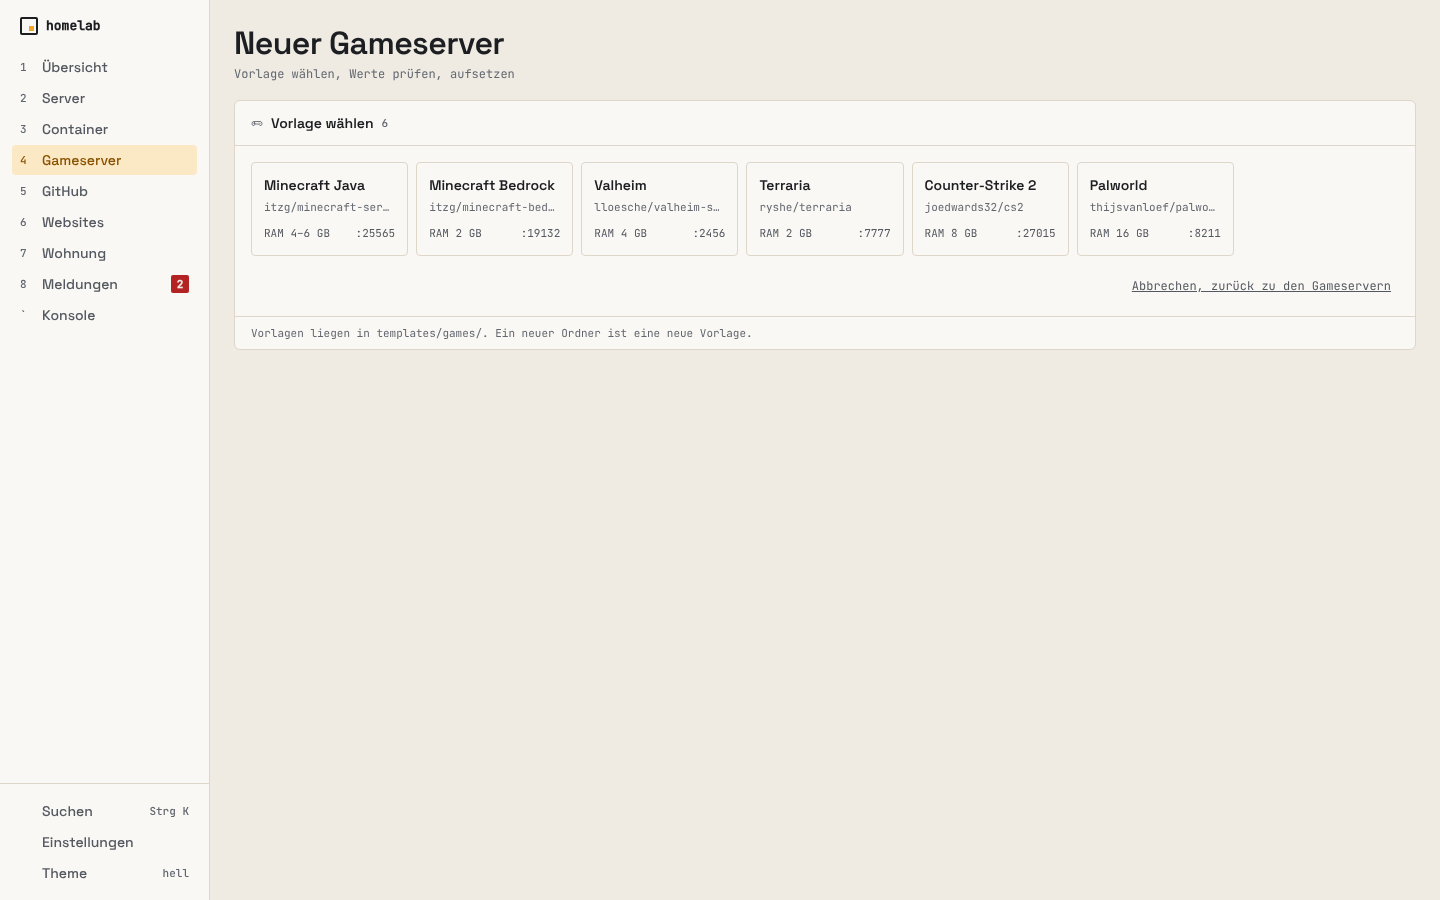 homelab
1 Übersicht
2 Server
3 Container
4 Gameserver
5 GitHub
6 Websites
7 Wohnung
8 Meldungen 2
` Konsole
Suchen Strg K
Einstellungen
Theme hell
Neuer Gameserver
Vorlage wählen, Werte prüfen, aufsetzen
Vorlage wählen 6
Minecraft Java
itzg/minecraft-ser…
RAM 4–6 GB :25565
Minecraft Bedrock
itzg/minecraft-bed…
RAM 2 GB :19132
Valheim
lloesche/valheim-s…
RAM 4 GB :2456
Terraria
ryshe/terraria
RAM 2 GB :7777
Counter-Strike 2
joedwards32/cs2
RAM 8 GB :27015
Palworld
thijsvanloef/palwo…
RAM 16 GB :8211
Abbrechen, zurück zu den Gameservern
Vorlagen liegen in templates/games/. Ein neuer Ordner ist eine neue Vorlage.